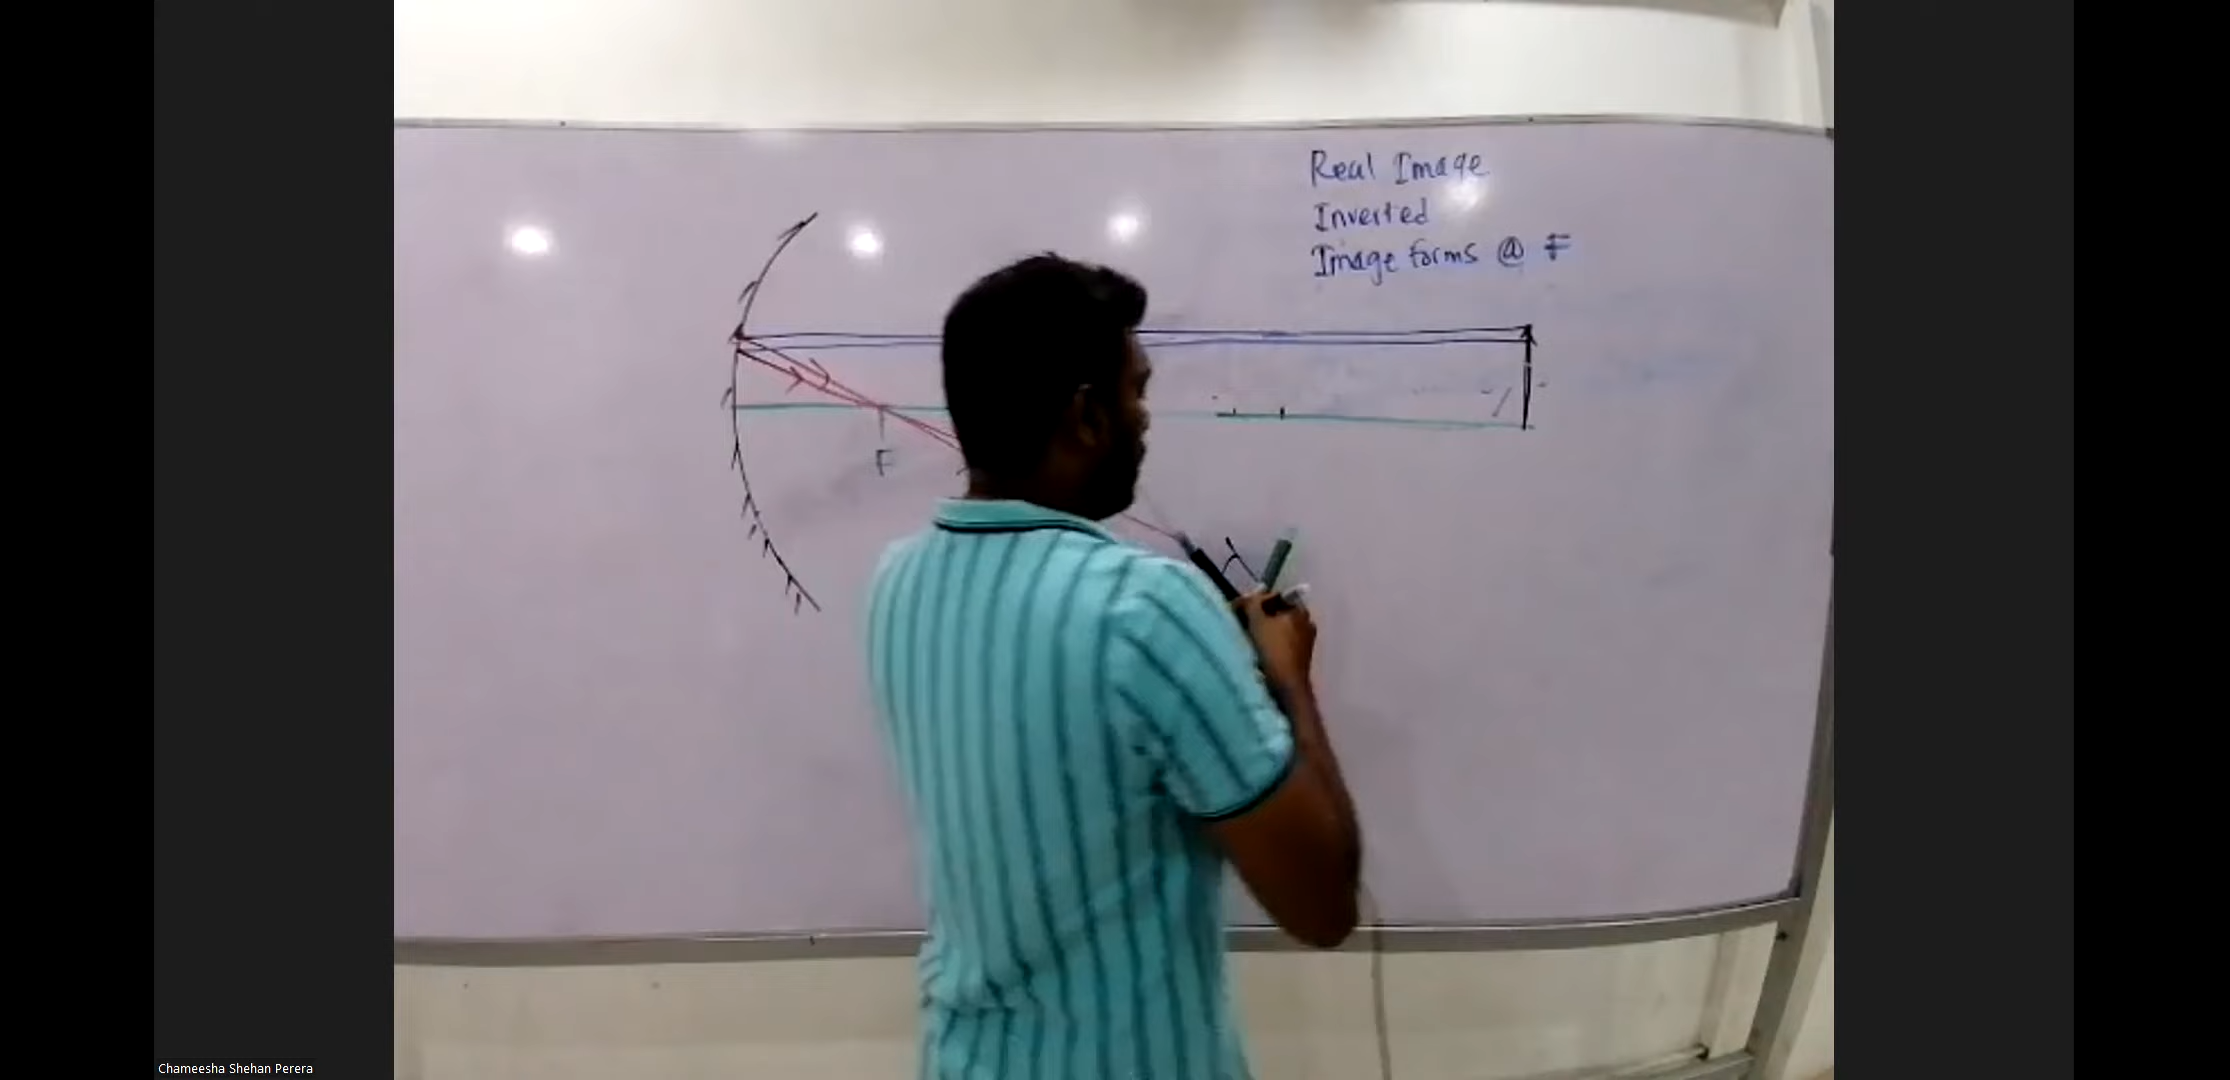 Real Image
Inverted
Image forms @ F
F
Chameesha Shehan Perera